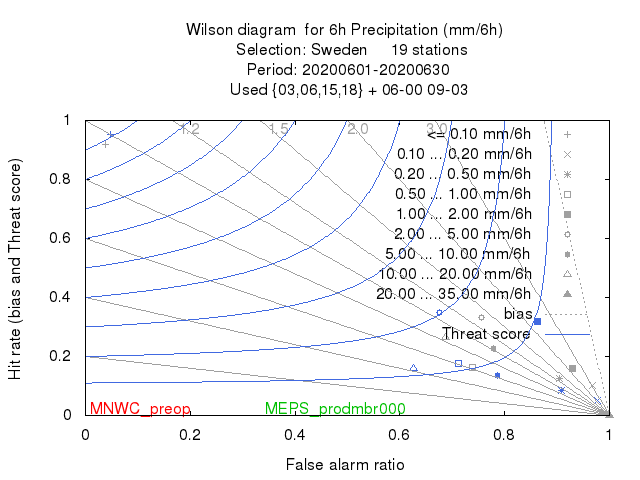 Wilson diagram  for 6h Precipitation (mm/6h)
Selection: Sweden     19 stations
Period: 20200601-20200630
Used {03,06,15,18} + 06-00 09-03
1.2 1.5 2.0 3.0
<= 0.10 mm/6h
0.10 ... 0.20 mm/6h
0.20 ... 0.50 mm/6h
0.50 ... 1.00 mm/6h
1.00 ... 2.00 mm/6h
2.00 ... 5.00 mm/6h
5.00 ... 10.00 mm/6h
10.00 ... 20.00 mm/6h
20.00 ... 35.00 mm/6h
bias
Threat score
Hit rate (bias and Threat score)
1
0.8
0.6
0.4
0.2
0
MNWC_preop MEPS_prodmbr000
0 0.2 0.4 0.6 0.8 1
False alarm ratio